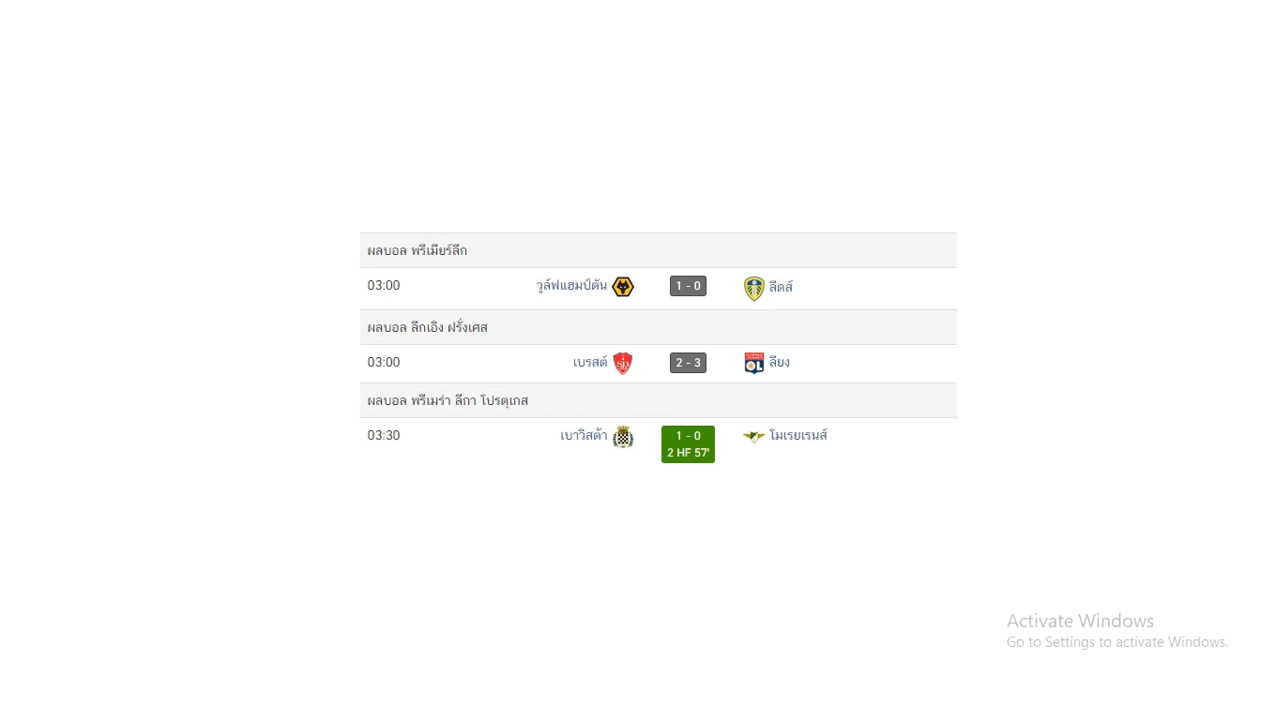 ผลบอล พรีเมียร์ลีก
03:00 วูล์ฟแฮมป์ตัน 1 - 0 ลีดส์
ผลบอล ลีกเอิง ฝรั่งเศส
03:00 เบรสต์ 2 - 3 ลียง
ผลบอล พรีเมร่า ลีกา โปรตุเกส
03:30 เบาวิสต้า 1 - 0 โมเรยเรนส์
2 HF 57'
Activate Windows
Go to Settings to activate Windows.